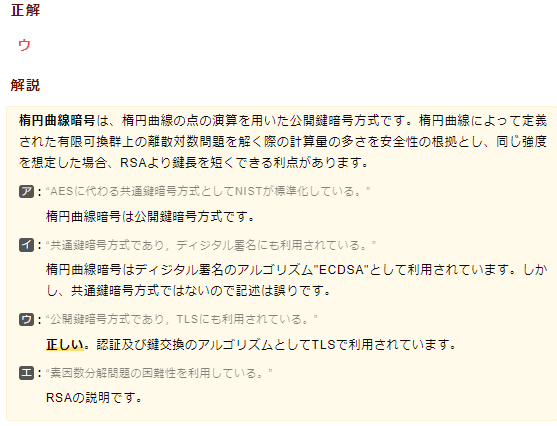 正解
ウ
解説
楕円曲線暗号は、楕円曲線の点の演算を用いた公開鍵暗号方式です。楕円曲線によって定義
された有限可換群上の離散対数問題を解く際の計算量の多さを安全性の根拠とし、同じ強度
を想定した場合、RSAより鍵長を短くできる利点があります。
ア : “AESに代わる共通鍵暗号方式としてNISTが標準化している。”
楕円曲線暗号は公開鍵暗号方式です。
イ : “共通鍵暗号方式であり，ディジタル署名にも利用されている。”
楕円曲線暗号はディジタル署名のアルゴリズム"ECDSA"として利用されています。しか
し、共通鍵暗号方式ではないので記述は誤りです。
ウ : “公開鍵暗号方式であり，TLSにも利用されている。”
正しい。認証及び鍵交換のアルゴリズムとしてTLSで利用されています。
エ : “素因数分解問題の困難性を利用している。”
RSAの説明です。